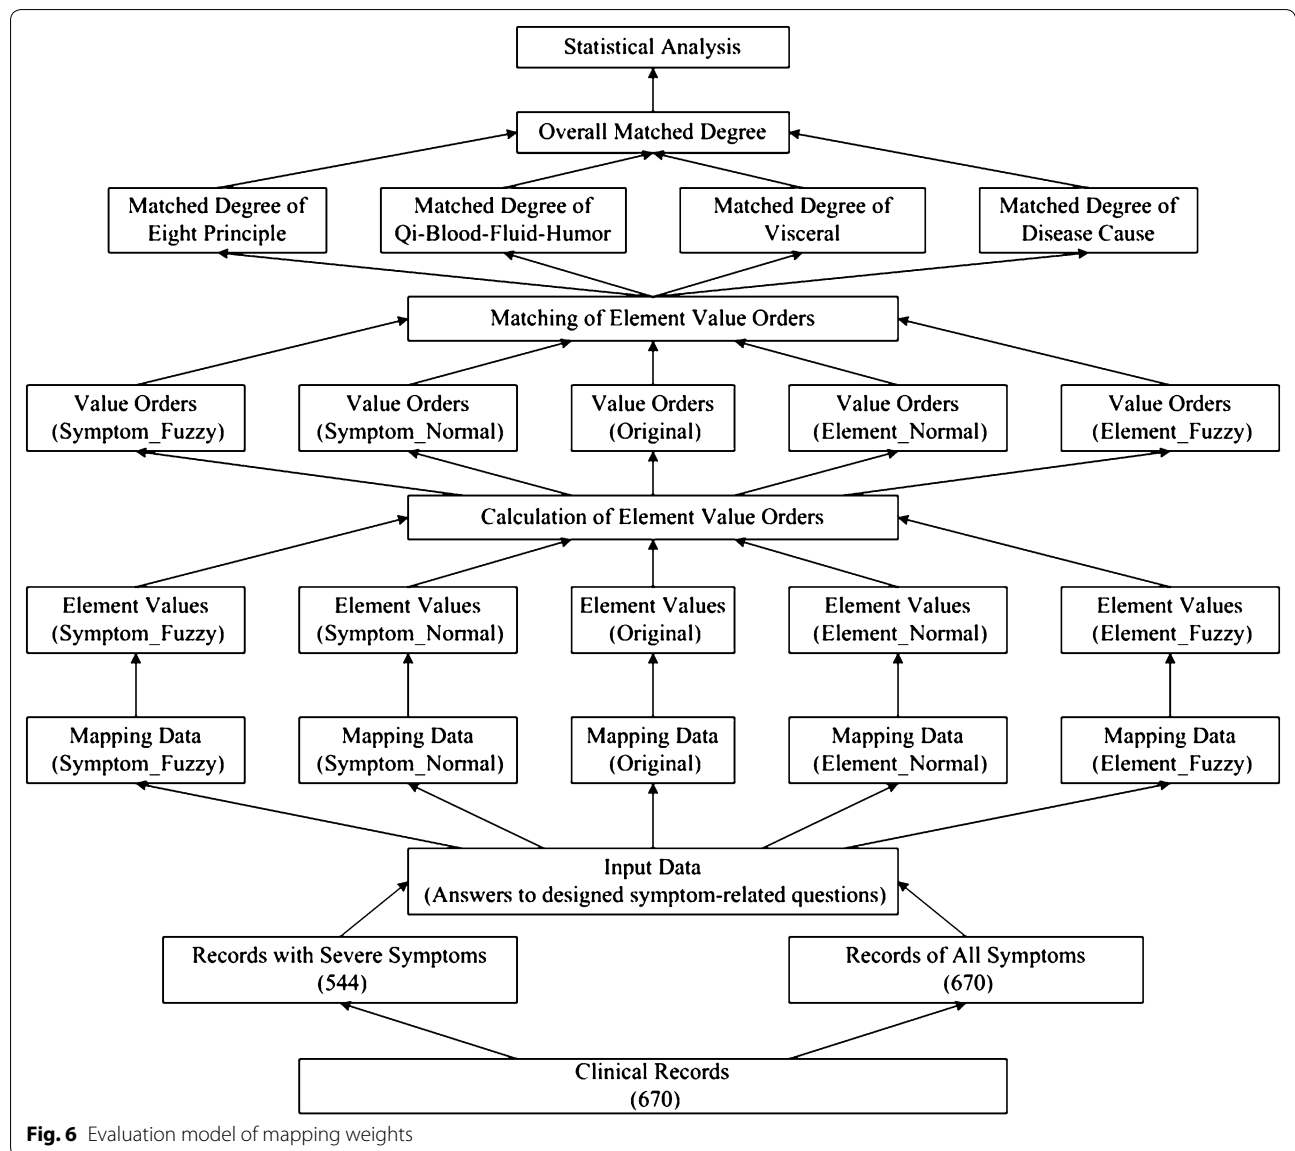 Statistical Analysis
Overall Matched Degree
Matched Degree of
Eight Principle
Matched Degree of
Qi-Blood-Fluid-Humor
Matched Degree of
Visceral
Matched Degree of
Disease Cause
Matching of Element Value Orders
Value Orders
(Symptom_Fuzzy)
Value Orders
(Symptom_Normal)
Value Orders
(Original)
Value Orders
(Element_Normal)
Value Orders
(Element_Fuzzy)
Calculation of Element Value Orders
Element Values
(Symptom_Fuzzy)
Element Values
(Symptom_Normal)
Element Values
(Original)
Element Values
(Element_Normal)
Element Values
(Element_Fuzzy)
Mapping Data
(Symptom_Fuzzy)
Mapping Data
(Symptom_Normal)
Mapping Data
(Original)
Mapping Data
(Element_Normal)
Mapping Data
(Element_Fuzzy)
Input Data
(Answers to designed symptom-related questions)
Records with Severe Symptoms
(544)
Records of All Symptoms
(670)
Clinical Records
(670)
Fig. 6 Evaluation model of mapping weights